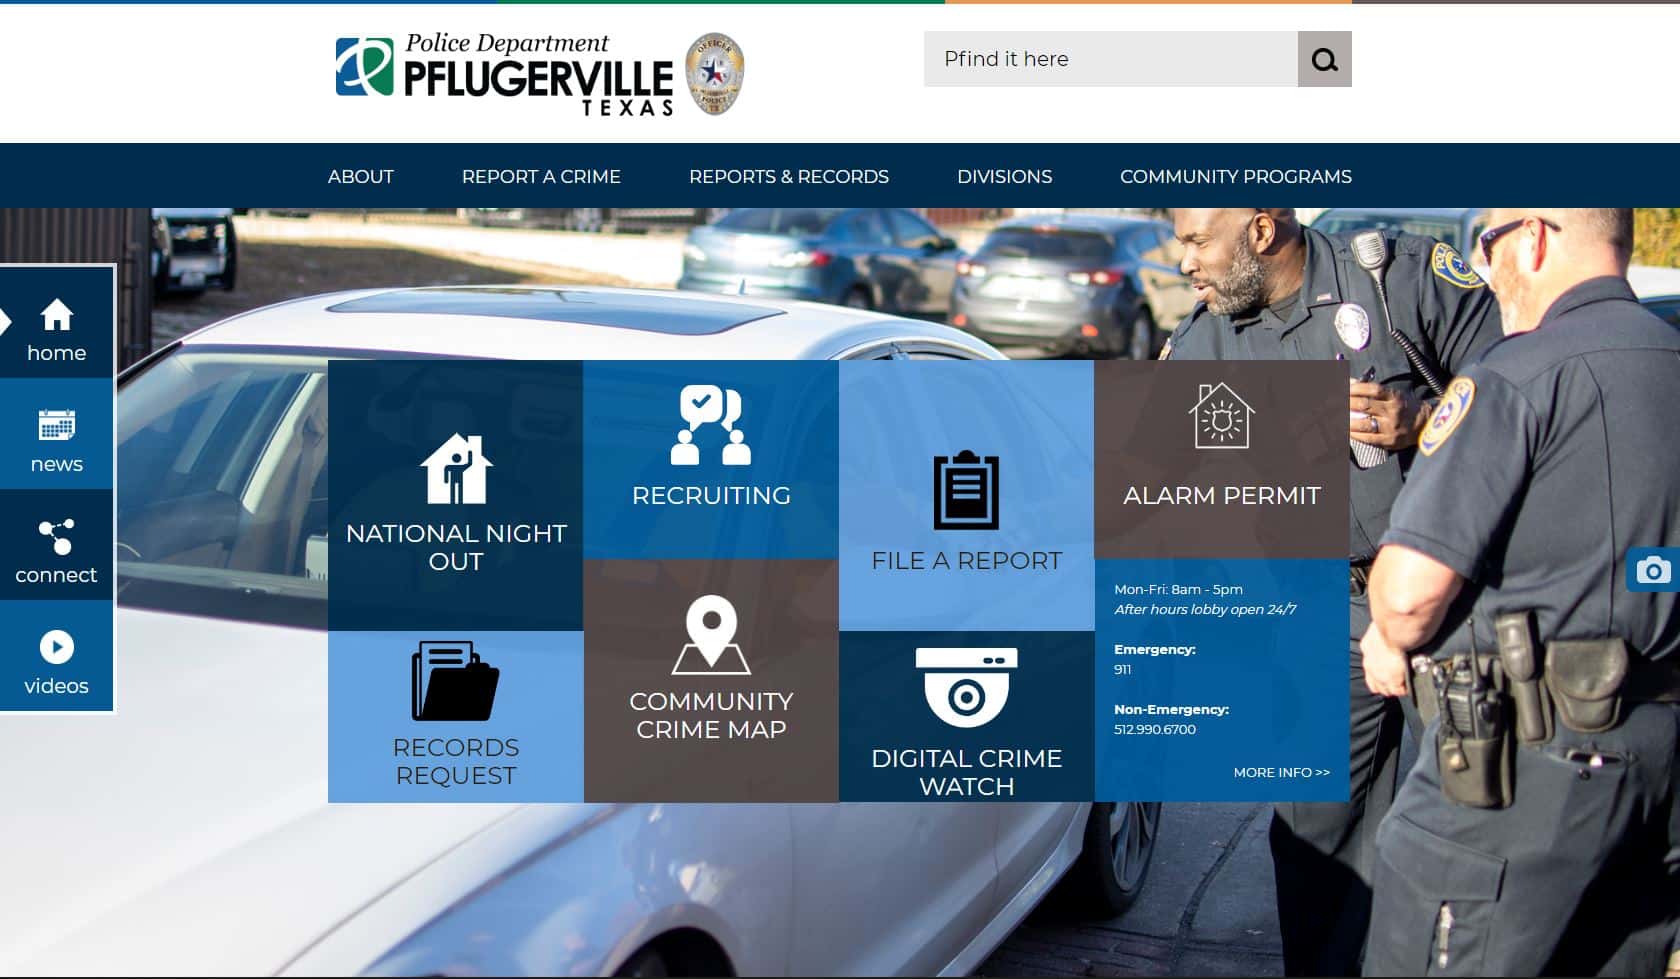 Police Department
PFLUGERVILLE
TEXAS
OFFICER
POLICE
Pfind it here
ABOUT
REPORT A CRIME
REPORTS & RECORDS
DIVISIONS
COMMUNITY PROGRAMS
home
news
connect
videos
NATIONAL NIGHT
OUT
RECRUITING
FILE A REPORT
ALARM PERMIT
RECORDS
REQUEST
COMMUNITY
CRIME MAP
DIGITAL CRIME
WATCH
Mon-Fri: 8am - 5pm
After hours lobby open 24/7
Emergency:
911
Non-Emergency:
512.990.6700
MORE INFO >>